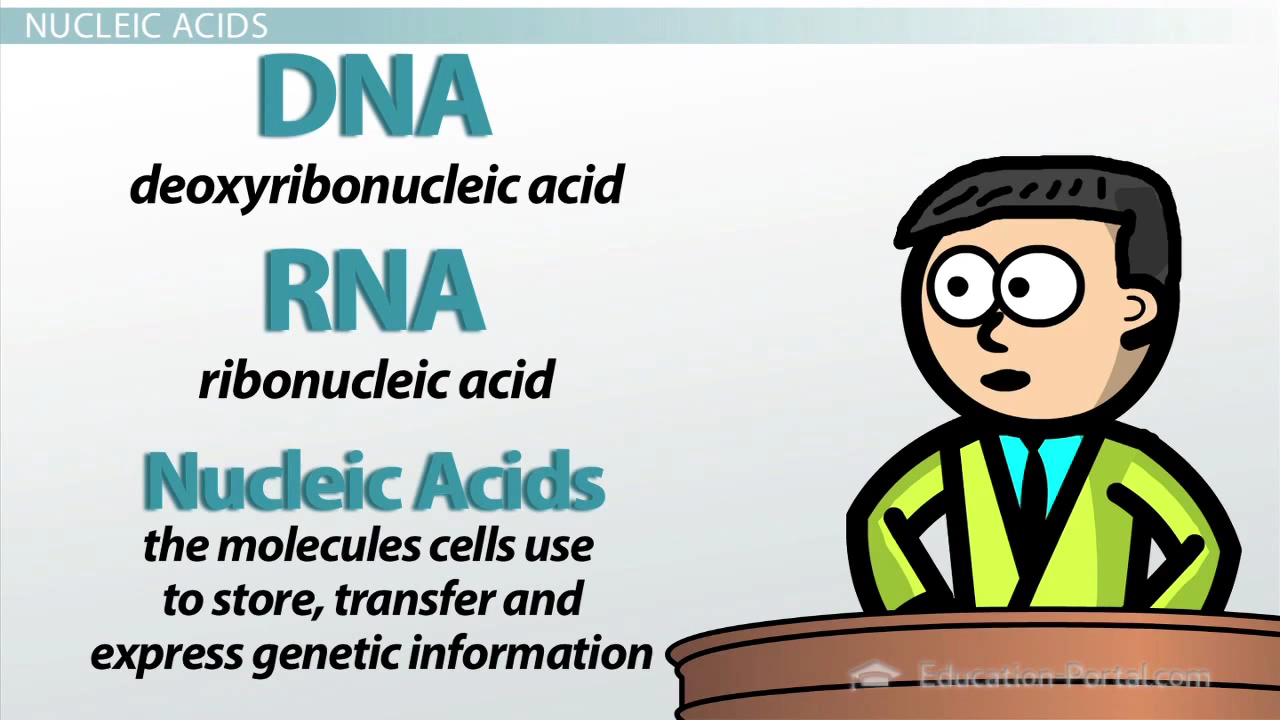 NUCLEIC ACIDS
DNA
deoxyribonucleic acid
RNA
ribonucleic acid
Nucleic Acids
the molecules cells use
to store, transfer and
express genetic information
Education-Portal.com